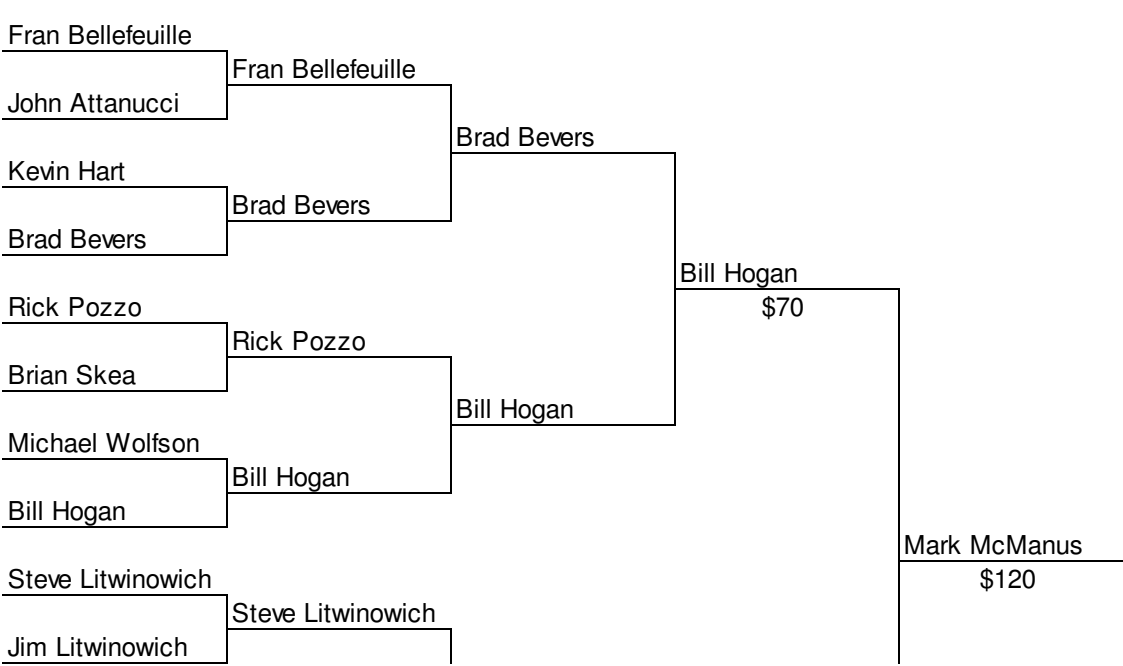 Fran Bellefeuille
Fran Bellefeuille
John Attanucci
Brad Bevers
Kevin Hart
Brad Bevers
Brad Bevers
Bill Hogan
$70
Rick Pozzo
Rick Pozzo
Brian Skea
Bill Hogan
Michael Wolfson
Bill Hogan
Bill Hogan
Mark McManus
$120
Steve Litwinowich
Steve Litwinowich
Jim Litwinowich